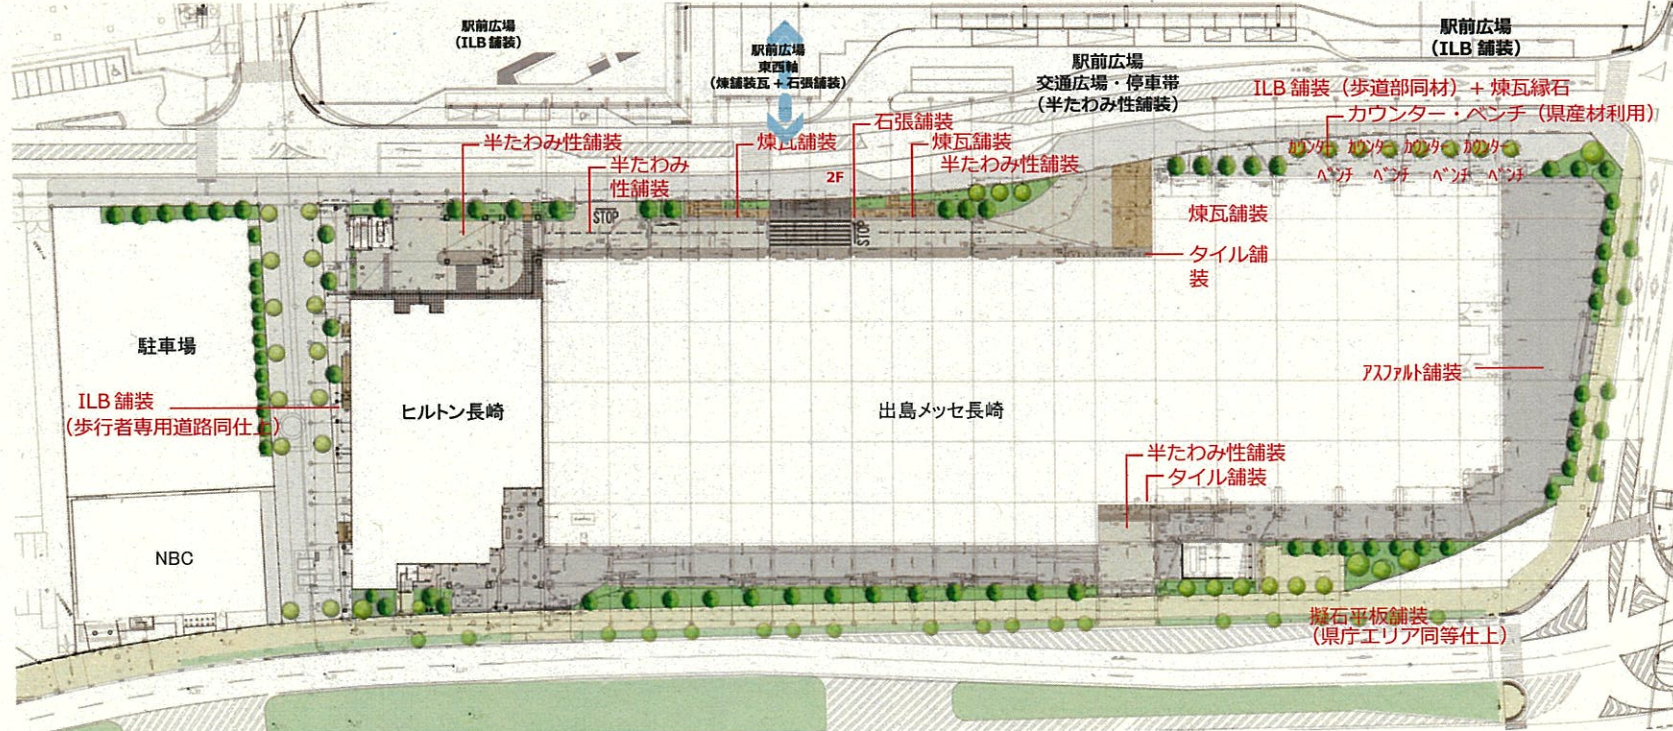 駅前広場
（ILB 舗装）
駅前広場
東西軸
（煉舗装瓦 + 石張舗装）
駅前広場
交通広場・停車帯
（半たわみ性舗装）
駅前広場
（ILB 舗装）
ILB 舗装（歩道部同材）+ 煉瓦縁石
カウンター・ベンチ（県産材利用）
石張舗装
半たわみ性舗装
煉瓦舗装
煉瓦舗装
半たわみ
性舗装
半たわみ性舗装
カウンター カウンター カウンター カウンター
ベンチ ベンチ ベンチ ベンチ
2F
STOP
STOP
煉瓦舗装
タイル舗
装
駐車場
ILB 舗装
（歩行者専用道路同仕上）
ヒルトン長崎
出島メッセ長崎
アスファルト舗装
半たわみ性舗装
タイル舗装
NBC
擬石平板舗装
（県庁エリア同等仕上）